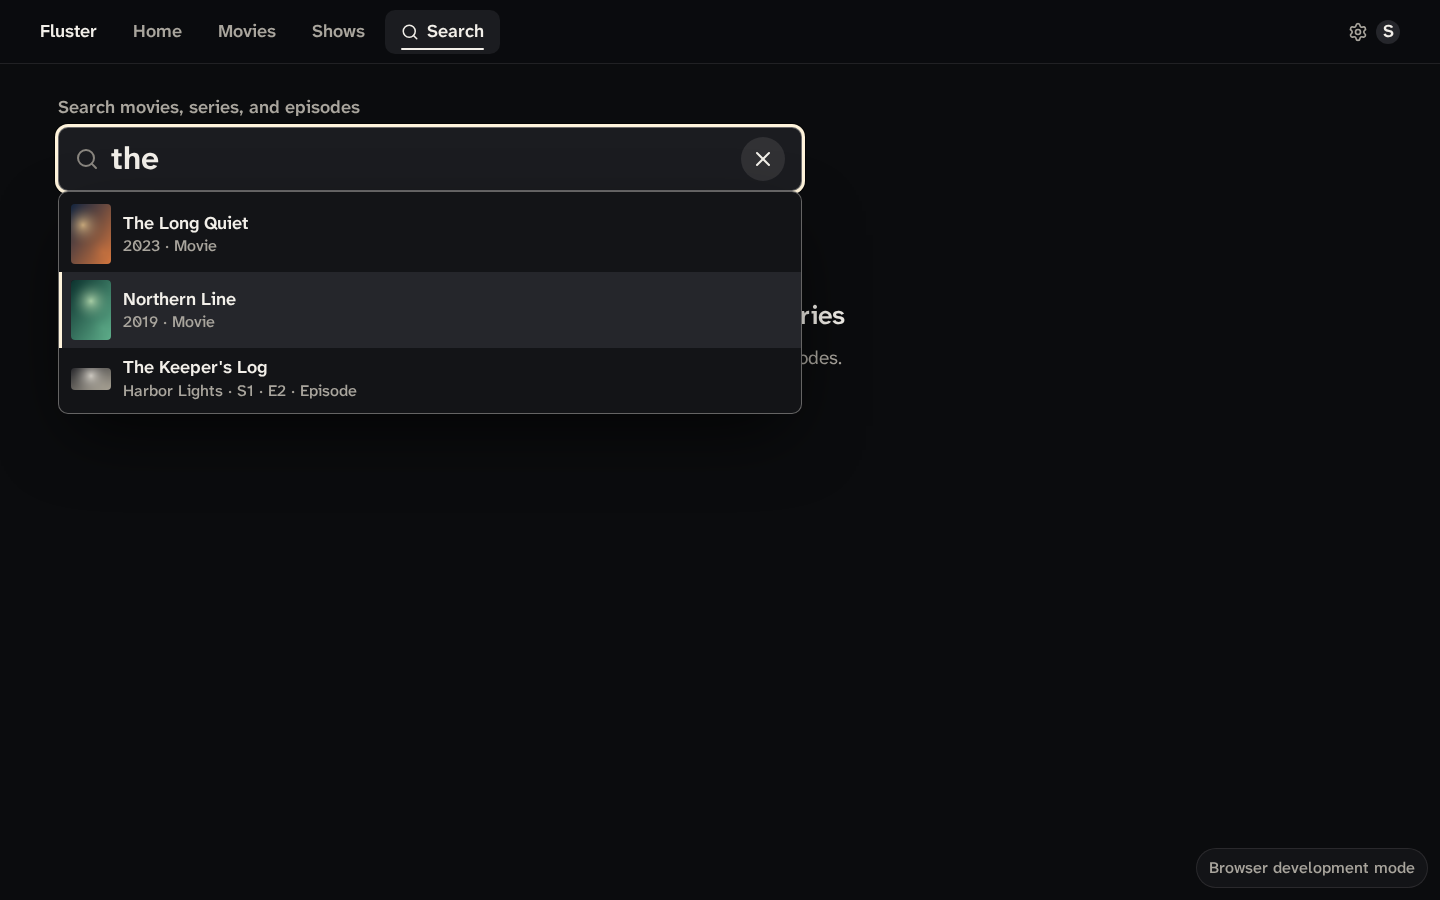 Fluster Home Movies Shows Search S
Search movies, series, and episodes
the
The Long Quiet
2023 · Movie
Northern Line
2019 · Movie
ries
odes.
The Keeper's Log
Harbor Lights · S1 · E2 · Episode
Browser development mode